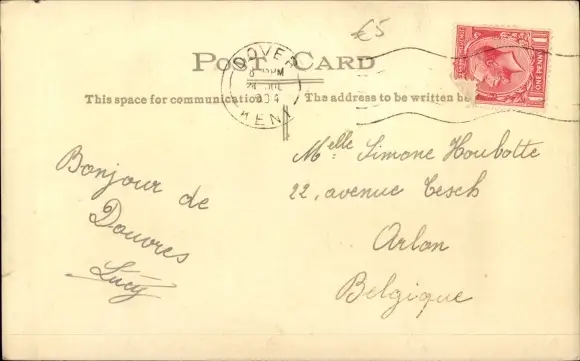 €5
POST CARD
DOVER
KENT
ONE PENNY
This space for communication
The address to be written he
Bonjour de
Douvres
Lucy
Melle Simone Houbotte
22, avenue Tesch
Arlon
Belgique